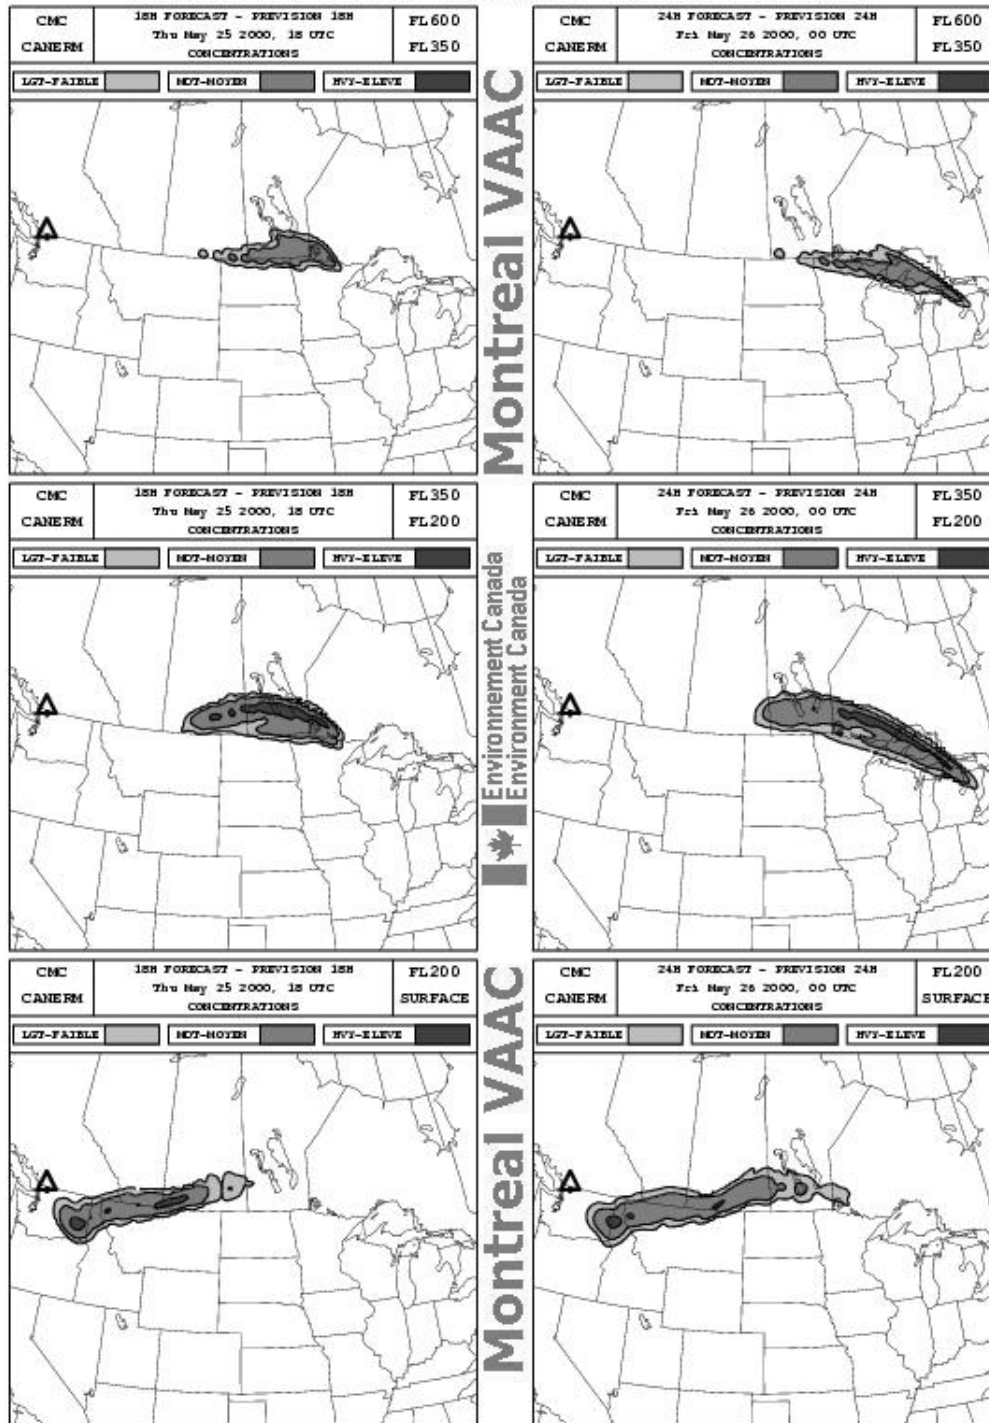 CMC
CANERM
18H FORECAST - PREVISION 18H
Thu May 25 2000, 18 UTC
CONCENTRATIONS
FL600
FL350
LGT-FAIBLE
MDT-MOYEN
HVY-ELEVE
CMC
CANERM
24H FORECAST - PREVISION 24H
Fri May 26 2000, 00 UTC
CONCENTRATIONS
FL600
FL350
LGT-FAIBLE
MDT-MOYEN
HVY-ELEVE
Montreal VAAC
CMC
CANERM
18H FORECAST - PREVISION 18H
Thu May 25 2000, 18 UTC
CONCENTRATIONS
FL350
FL200
LGT-FAIBLE
MDT-MOYEN
HVY-ELEVE
CMC
CANERM
24H FORECAST - PREVISION 24H
Fri May 26 2000, 00 UTC
CONCENTRATIONS
FL350
FL200
LGT-FAIBLE
MDT-MOYEN
HVY-ELEVE
Environnement Canada
Environment Canada
CMC
CANERM
18H FORECAST - PREVISION 18H
Thu May 25 2000, 18 UTC
CONCENTRATIONS
FL200
SURFACE
LGT-FAIBLE
MDT-MOYEN
HVY-ELEVE
CMC
CANERM
24H FORECAST - PREVISION 24H
Fri May 26 2000, 00 UTC
CONCENTRATIONS
FL200
SURFACE
LGT-FAIBLE
MDT-MOYEN
HVY-ELEVE
Montreal VAAC